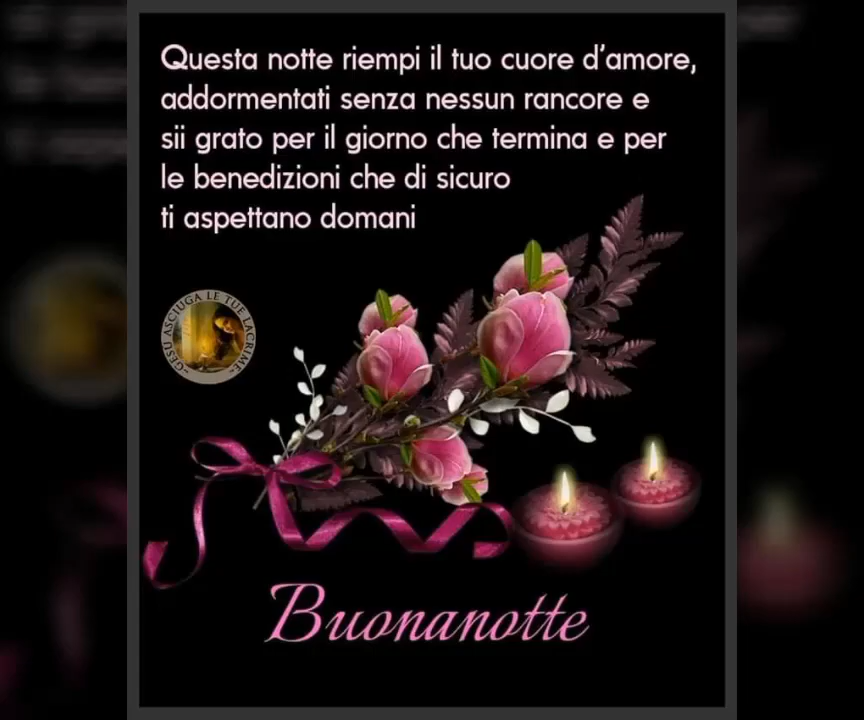 Questa notte riempi il tuo cuore d'amore,
addormentati senza nessun rancore e
sii grato per il giorno che termina e per
le benedizioni che di sicuro
ti aspettano domani
"GESÙ ASCIUGA LE TUE LACRIME"
Buonanotte